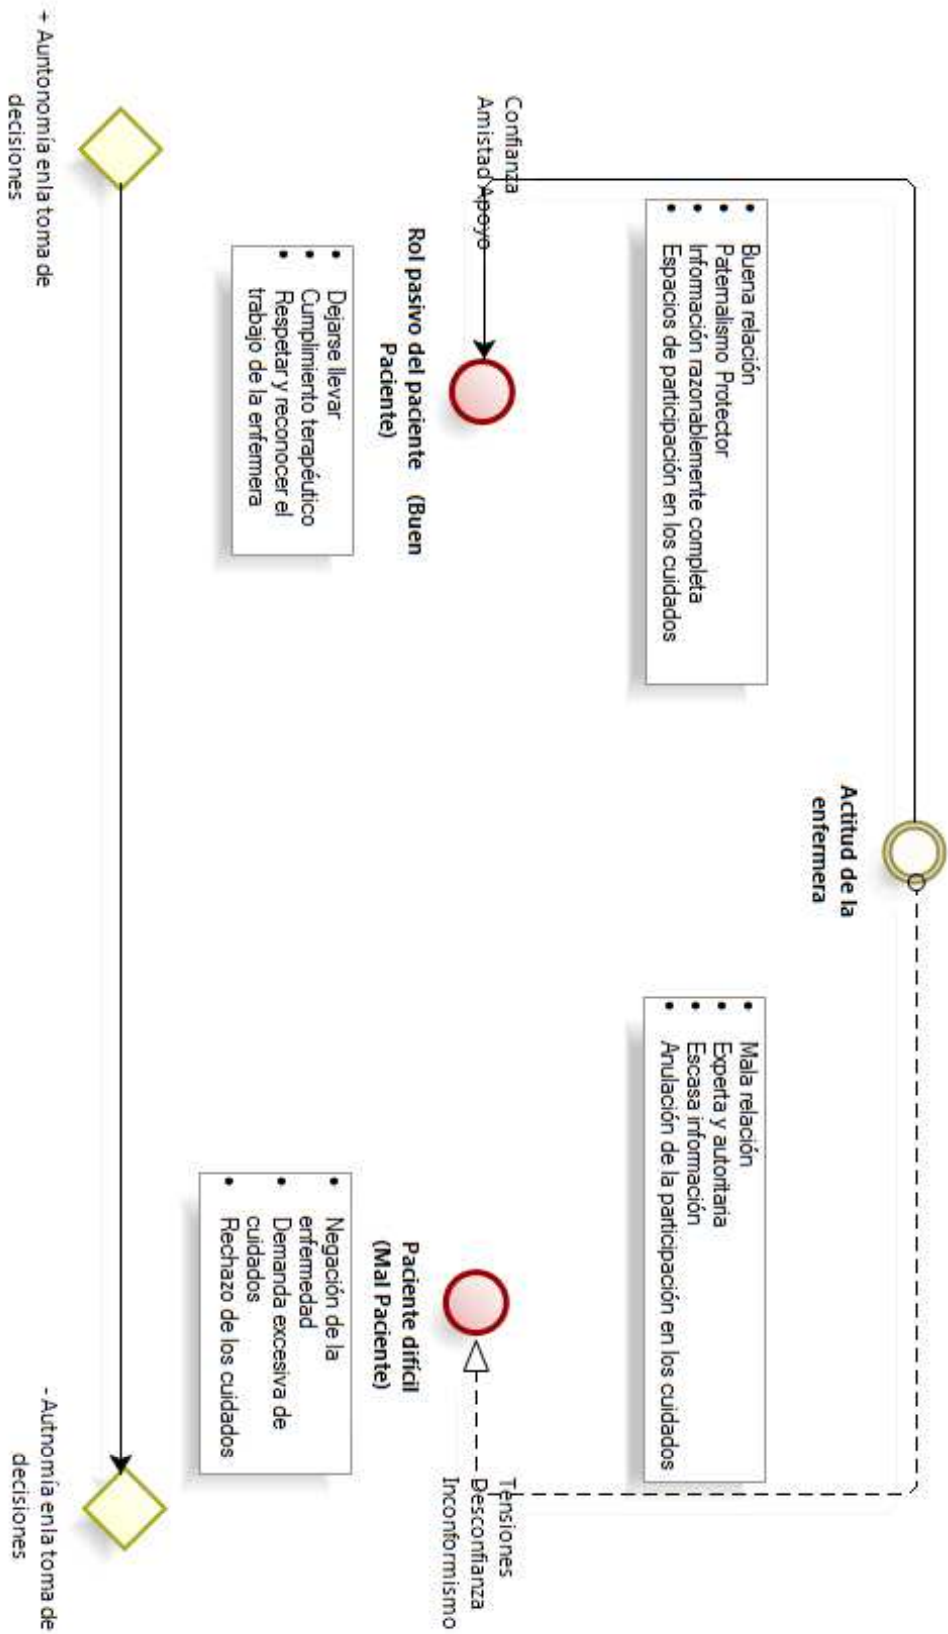 Actitud de la
enfermera
• Buena relación
• Paternalismo Protector
• Información razonablemente completa
• Espacios de participación en los cuidados
• Mala relación
• Experta y autoritaria
• Escasa información
• Anulación de la participación en los cuidados
Confianza
Amistad Apoyo
Tensiones
Desconfianza
Inconformismo
Rol pasivo del paciente (Buen
Paciente)
Paciente difícil
(Mal Paciente)
• Dejarse llevar
• Cumplimiento terapéutico
• Respetar y reconocer el
trabajo de la enfermera
• Negación de la
enfermedad
• Demanda excesiva de
cuidados
• Rechazo de los cuidados
+ Auntonomía en la toma de
decisiones
- Autnomía en la toma de
decisiones